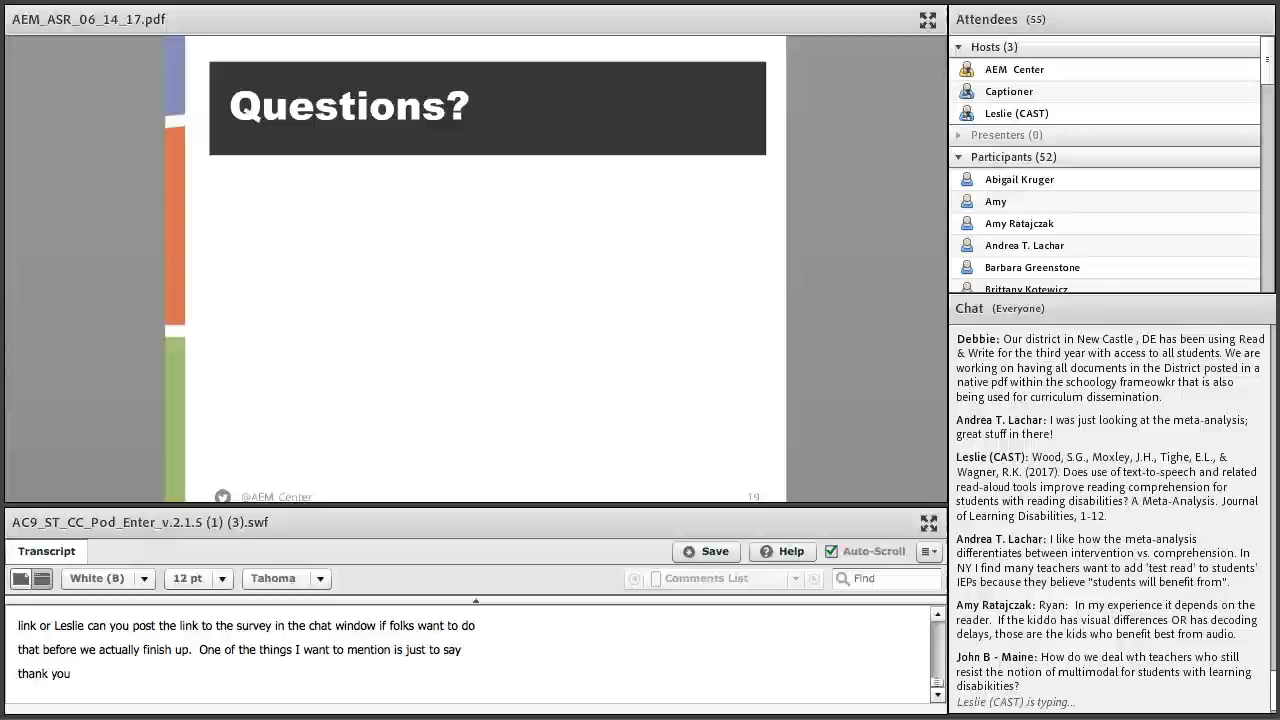 AEM_ASR_06_14_17.pdf
Questions?
@AEM_Center
19
AC9_ST_CC_Pod_Enter_v.2.1.5 (1) (3).swf
Transcript
Save
Help
Auto-Scroll
White (B)
12 pt
Tahoma
Comments List
Find
link or Leslie can you post the link to the survey in the chat window if folks want to do
that before we actually finish up.  One of the things I want to mention is just to say
thank you
Attendees (55)
Hosts (3)
AEM  Center
Captioner
Leslie (CAST)
Presenters (0)
Participants (52)
Abigail Kruger
Amy
Amy Ratajczak
Andrea T. Lachar
Barbara Greenstone
Brittany Kotewicz
Chat (Everyone)
Debbie: Our district in New Castle , DE has been using Read
& Write for the third year with access to all students. We are
working on having all documents in the District posted in a
native pdf within the schoology frameowkr that is also
being used for curriculum dissemination.
Andrea T. Lachar: I was just looking at the meta-analysis;
great stuff in there!
Leslie (CAST): Wood, S.G., Moxley, J.H., Tighe, E.L., &
Wagner, R.K. (2017). Does use of text-to-speech and related
read-aloud tools improve reading comprehension for
students with reading disabilities? A Meta-Analysis. Journal
of Learning Disabilities, 1-12.
Andrea T. Lachar: I like how the meta-analysis
differentiates between intervention vs. comprehension. In
NY I find many teachers want to add 'test read' to students'
IEPs because they believe "students will benefit from".
Amy Ratajczak: Ryan:  In my experience it depends on the
reader.  If the kiddo has visual differences OR has decoding
delays, those are the kids who benefit best from audio.
John B - Maine: How do we deal wth teachers who still
resist the notion of multimodal for students with learning
disabikities?
Leslie (CAST) is typing...